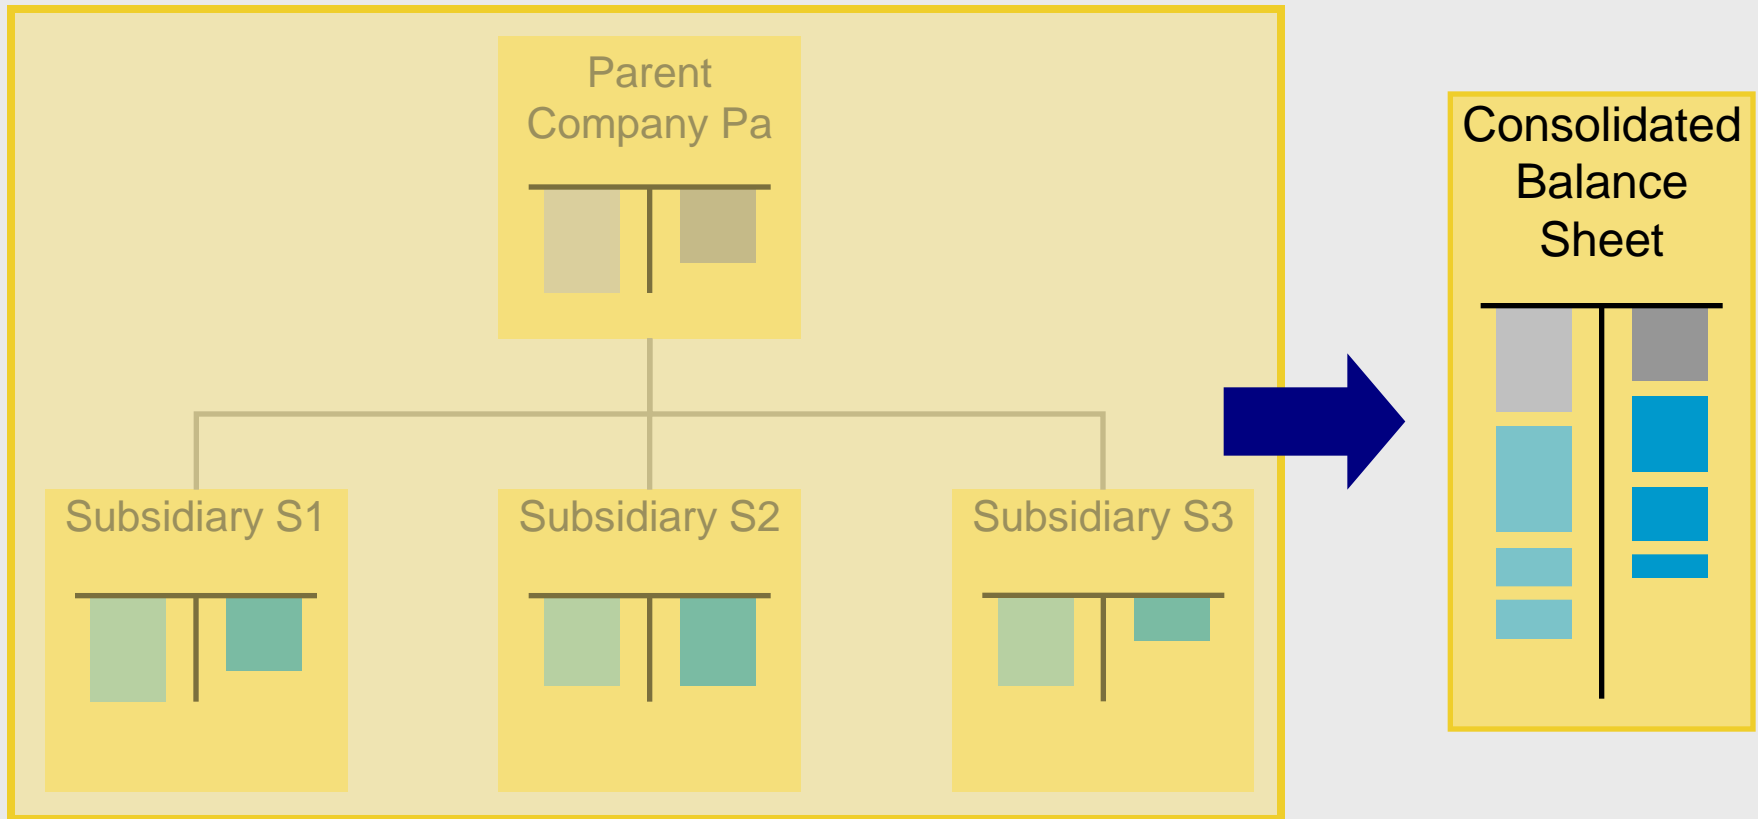 Parent
Company Pa
Subsidiary S1
Subsidiary S2
Subsidiary S3
Consolidated
Balance
Sheet